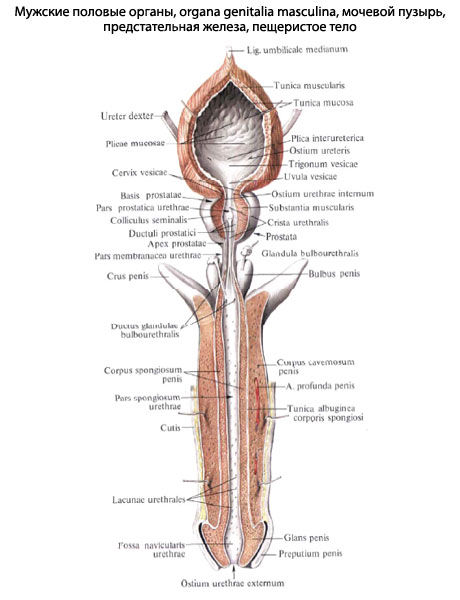 Мужские половые органы, organa genitalia masculina, мочевой пузырь,
предстательная железа, пещеристое тело
Lig. umbilicale medianum
Tunica muscularis
Tunica mucosa
Ureter dexter
Plicae mucosae
Plica interureterica
Ostium ureteris
Trigonum vesicae
Cervix vesicae
Uvula vesicae
Basis prostatae
Ostium urethrae internum
Pars prostatica urethrae
Substantia muscularis
Colliculus seminalis
Crista urethralis
Ductuli prostatici
Prostata
Apex prostatae
Glandula bulbourethralis
Pars membranacea urethrae
Crus penis
Bulbus penis
Ductus glandulae
bulbourethralis
Corpus cavernosum
penis
Corpus spongiosum
penis
A. profunda penis
Pars spongiosum
urethrae
Tunica albuginea
corporis spongiosi
Cutis
Lacunae urethrales
Glans penis
Fossa navicularis
urethrae
Preputium penis
Ostium urethrae externum